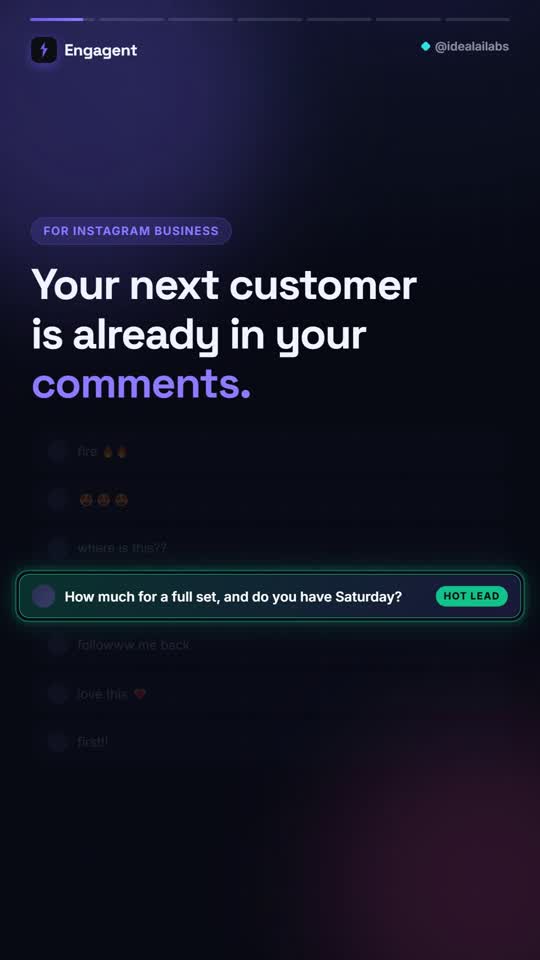 Engagent
@idealailabs
FOR INSTAGRAM BUSINESS
Your next customer
is already in your
comments.
fire 🔥🔥
🤩🤩🤩
where is this??
How much for a full set, and do you have Saturday?
HOT LEAD
followww me back
love this ❤️
first!!